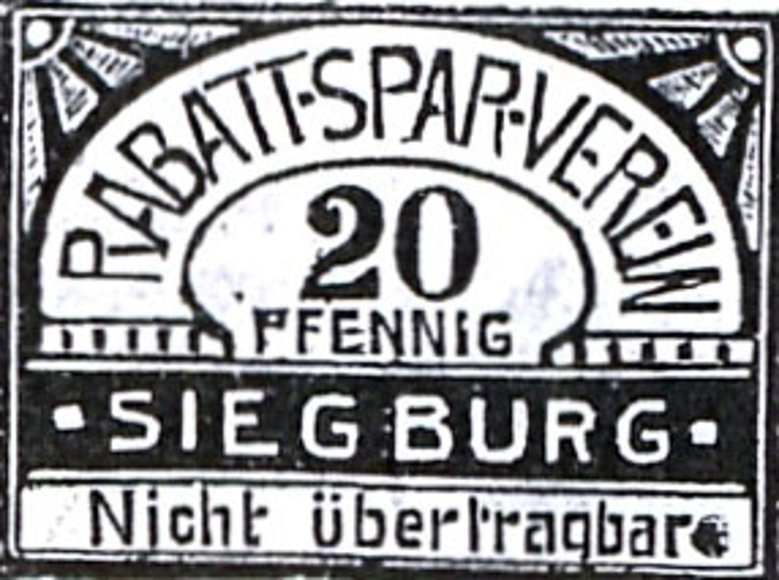 RABATT-SPAR-VEREIN
20
PFENNIG
·SIEGBURG·
Nicht übertragbar.